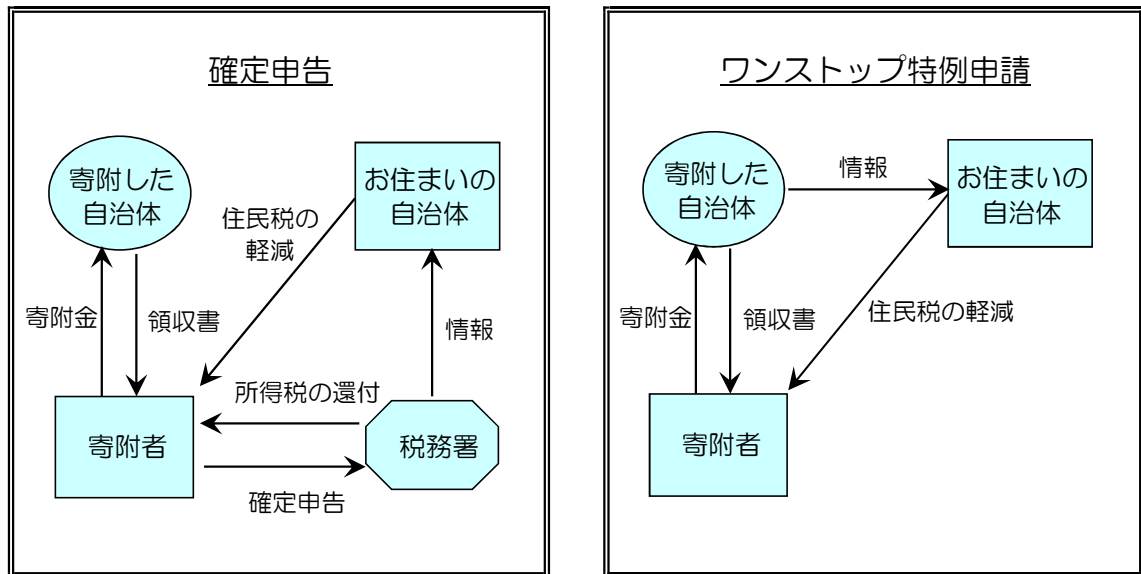 確定申告
寄附した
自治体
お住まいの
自治体
住民税の
軽減
寄附金
領収書
情報
所得税の還付
寄附者
税務署
確定申告
ワンストップ特例申請
寄附した
自治体
情報
お住まいの
自治体
寄附金
領収書
住民税の軽減
寄附者